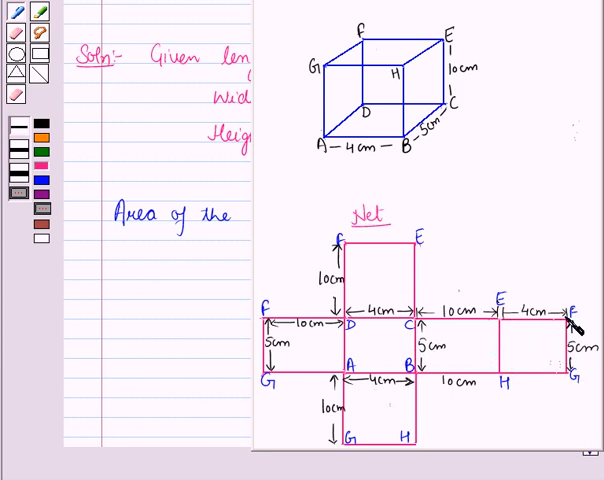 Soln:- Given len
Wid
Heig
Area of the
F E
G H
10cm
D C
5cm
A -4cm- B
Net
F E
10cm
E
F 10cm D 4cm C 10cm 4cm F
5cm 5cm 5cm
G A 4cm B 10cm H G
10cm
G H